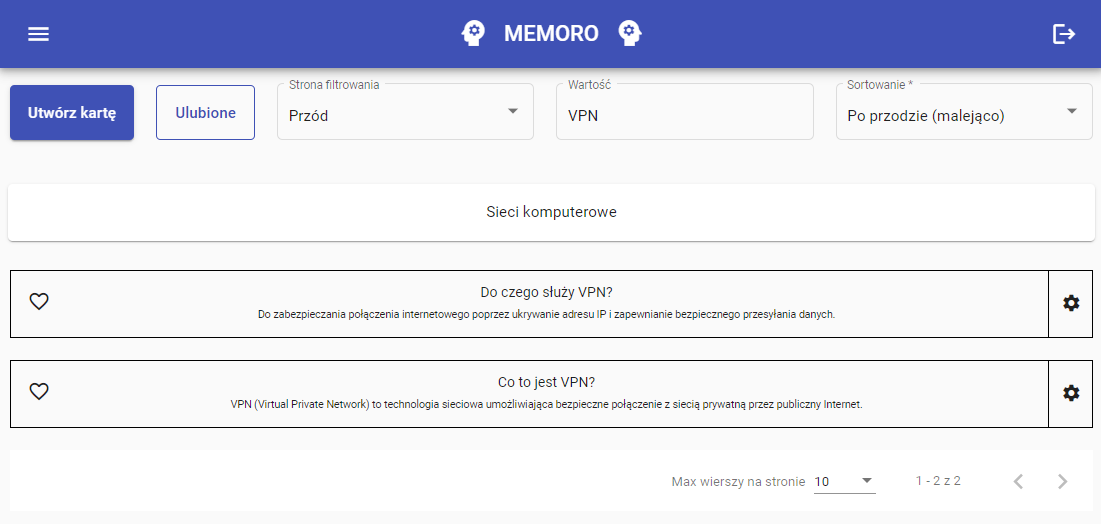 MEMORO
Utwórz kartę
Ulubione
Strona filtrowania
Przód
Wartość
VPN
Sortowanie *
Po przodzie (malejąco)
Sieci komputerowe
Do czego służy VPN?
Do zabezpieczania połączenia internetowego poprzez ukrywanie adresu IP i zapewnianie bezpiecznego przesyłania danych.
Co to jest VPN?
VPN (Virtual Private Network) to technologia sieciowa umożliwiająca bezpieczne połączenie z siecią prywatną przez publiczny Internet.
Max wierszy na stronie 10 1 - 2 z 2